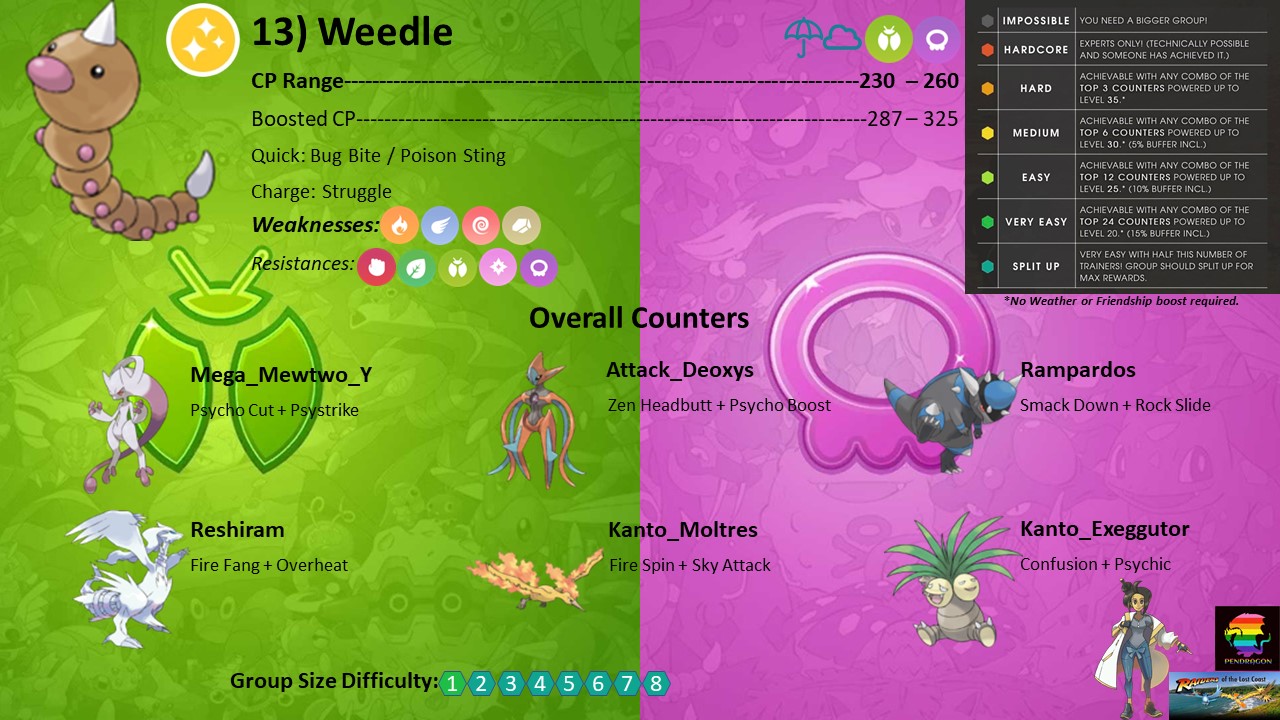 13) Weedle
CP Range---230 – 260
Boosted CP---287 – 325
Quick: Bug Bite / Poison Sting
Charge: Struggle
Weaknesses:
Resistances:
IMPOSSIBLE YOU NEED A BIGGER GROUP!
HARDCORE EXPERTS ONLY! (TECHNICALLY POSSIBLE
AND SOMEONE HAS ACHIEVED IT.)
HARD ACHIEVABLE WITH ANY COMBO OF THE
TOP 3 COUNTERS POWERED UP TO
LEVEL 35.*
MEDIUM ACHIEVABLE WITH ANY COMBO OF THE
TOP 6 COUNTERS POWERED UP TO
LEVEL 30.* (5% BUFFER INCL.)
EASY ACHIEVABLE WITH ANY COMBO OF THE
TOP 12 COUNTERS POWERED UP TO
LEVEL 25.* (10% BUFFER INCL.)
VERY EASY ACHIEVABLE WITH ANY COMBO OF THE
TOP 24 COUNTERS POWERED UP TO
LEVEL 20.* (15% BUFFER INCL.)
SPLIT UP VERY EASY WITH HALF THIS NUMBER OF
TRAINERS! GROUP SHOULD SPLIT UP FOR
MAX REWARDS.
*No Weather or Friendship boost required.
Overall Counters
Mega_Mewtwo_Y
Psycho Cut + Psystrike
Attack_Deoxys
Zen Headbutt + Psycho Boost
Rampardos
Smack Down + Rock Slide
Reshiram
Fire Fang + Overheat
Kanto_Moltres
Fire Spin + Sky Attack
Kanto_Exeggutor
Confusion + Psychic
Group Size Difficulty: 1 2 3 4 5 6 7 8
PENDRAGON
RAIDERS of the Lost Coast